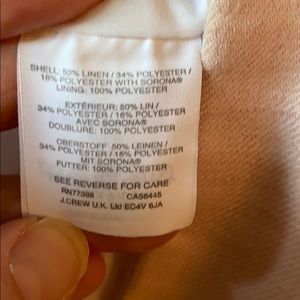 SHELL: 50% LINEN / 34% POLYESTER /
16% POLYESTER WITH SORONA®
LINING: 100% POLYESTER
EXTÉRIEUR: 50% LIN /
34% POLYESTER / 16% POLYESTER
AVEC SORONA®
DOUBLURE: 100% POLYESTER
OBERSTOFF: 50% LEINEN /
34% POLYESTER / 16% POLYESTER
MIT SORONA®
FUTTER: 100% POLYESTER
SEE REVERSE FOR CARE
RN77388 CA56445
J.CREW U.K. Ltd EC4V 6JA